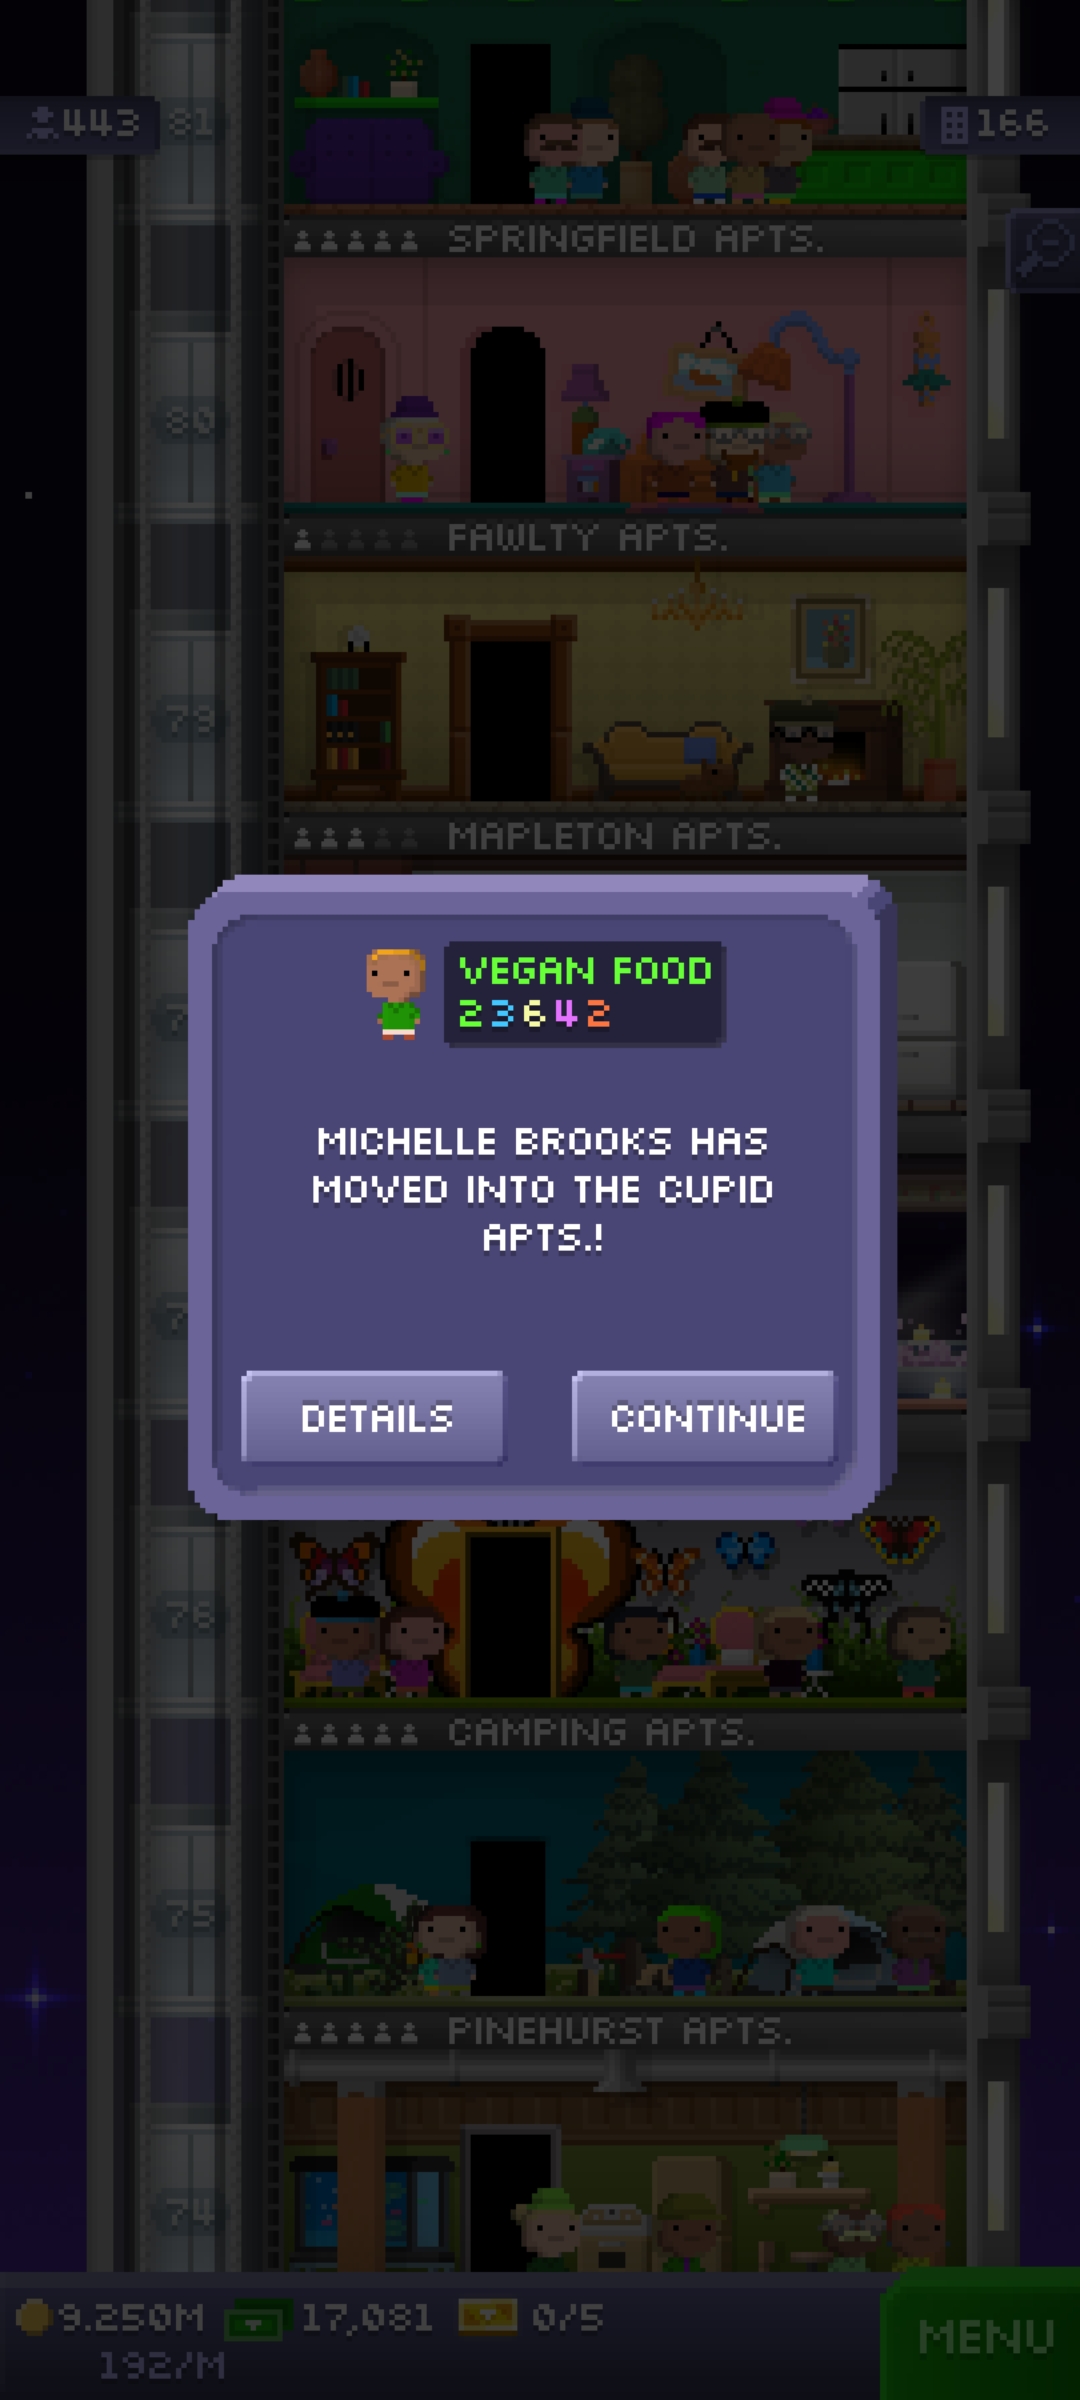 443
81
166
SPRINGFIELD APTS.
80
FAWLTY APTS.
MAPLETON APTS.
VEGAN FOOD
23642
MICHELLE BROOKS HAS
MOVED INTO THE CUPID
APTS.!
DETAILS
CONTINUE
76
CAMPING APTS.
75
PINEHURST APTS.
74
9.250M
17,081
0/5
MENU
192/M